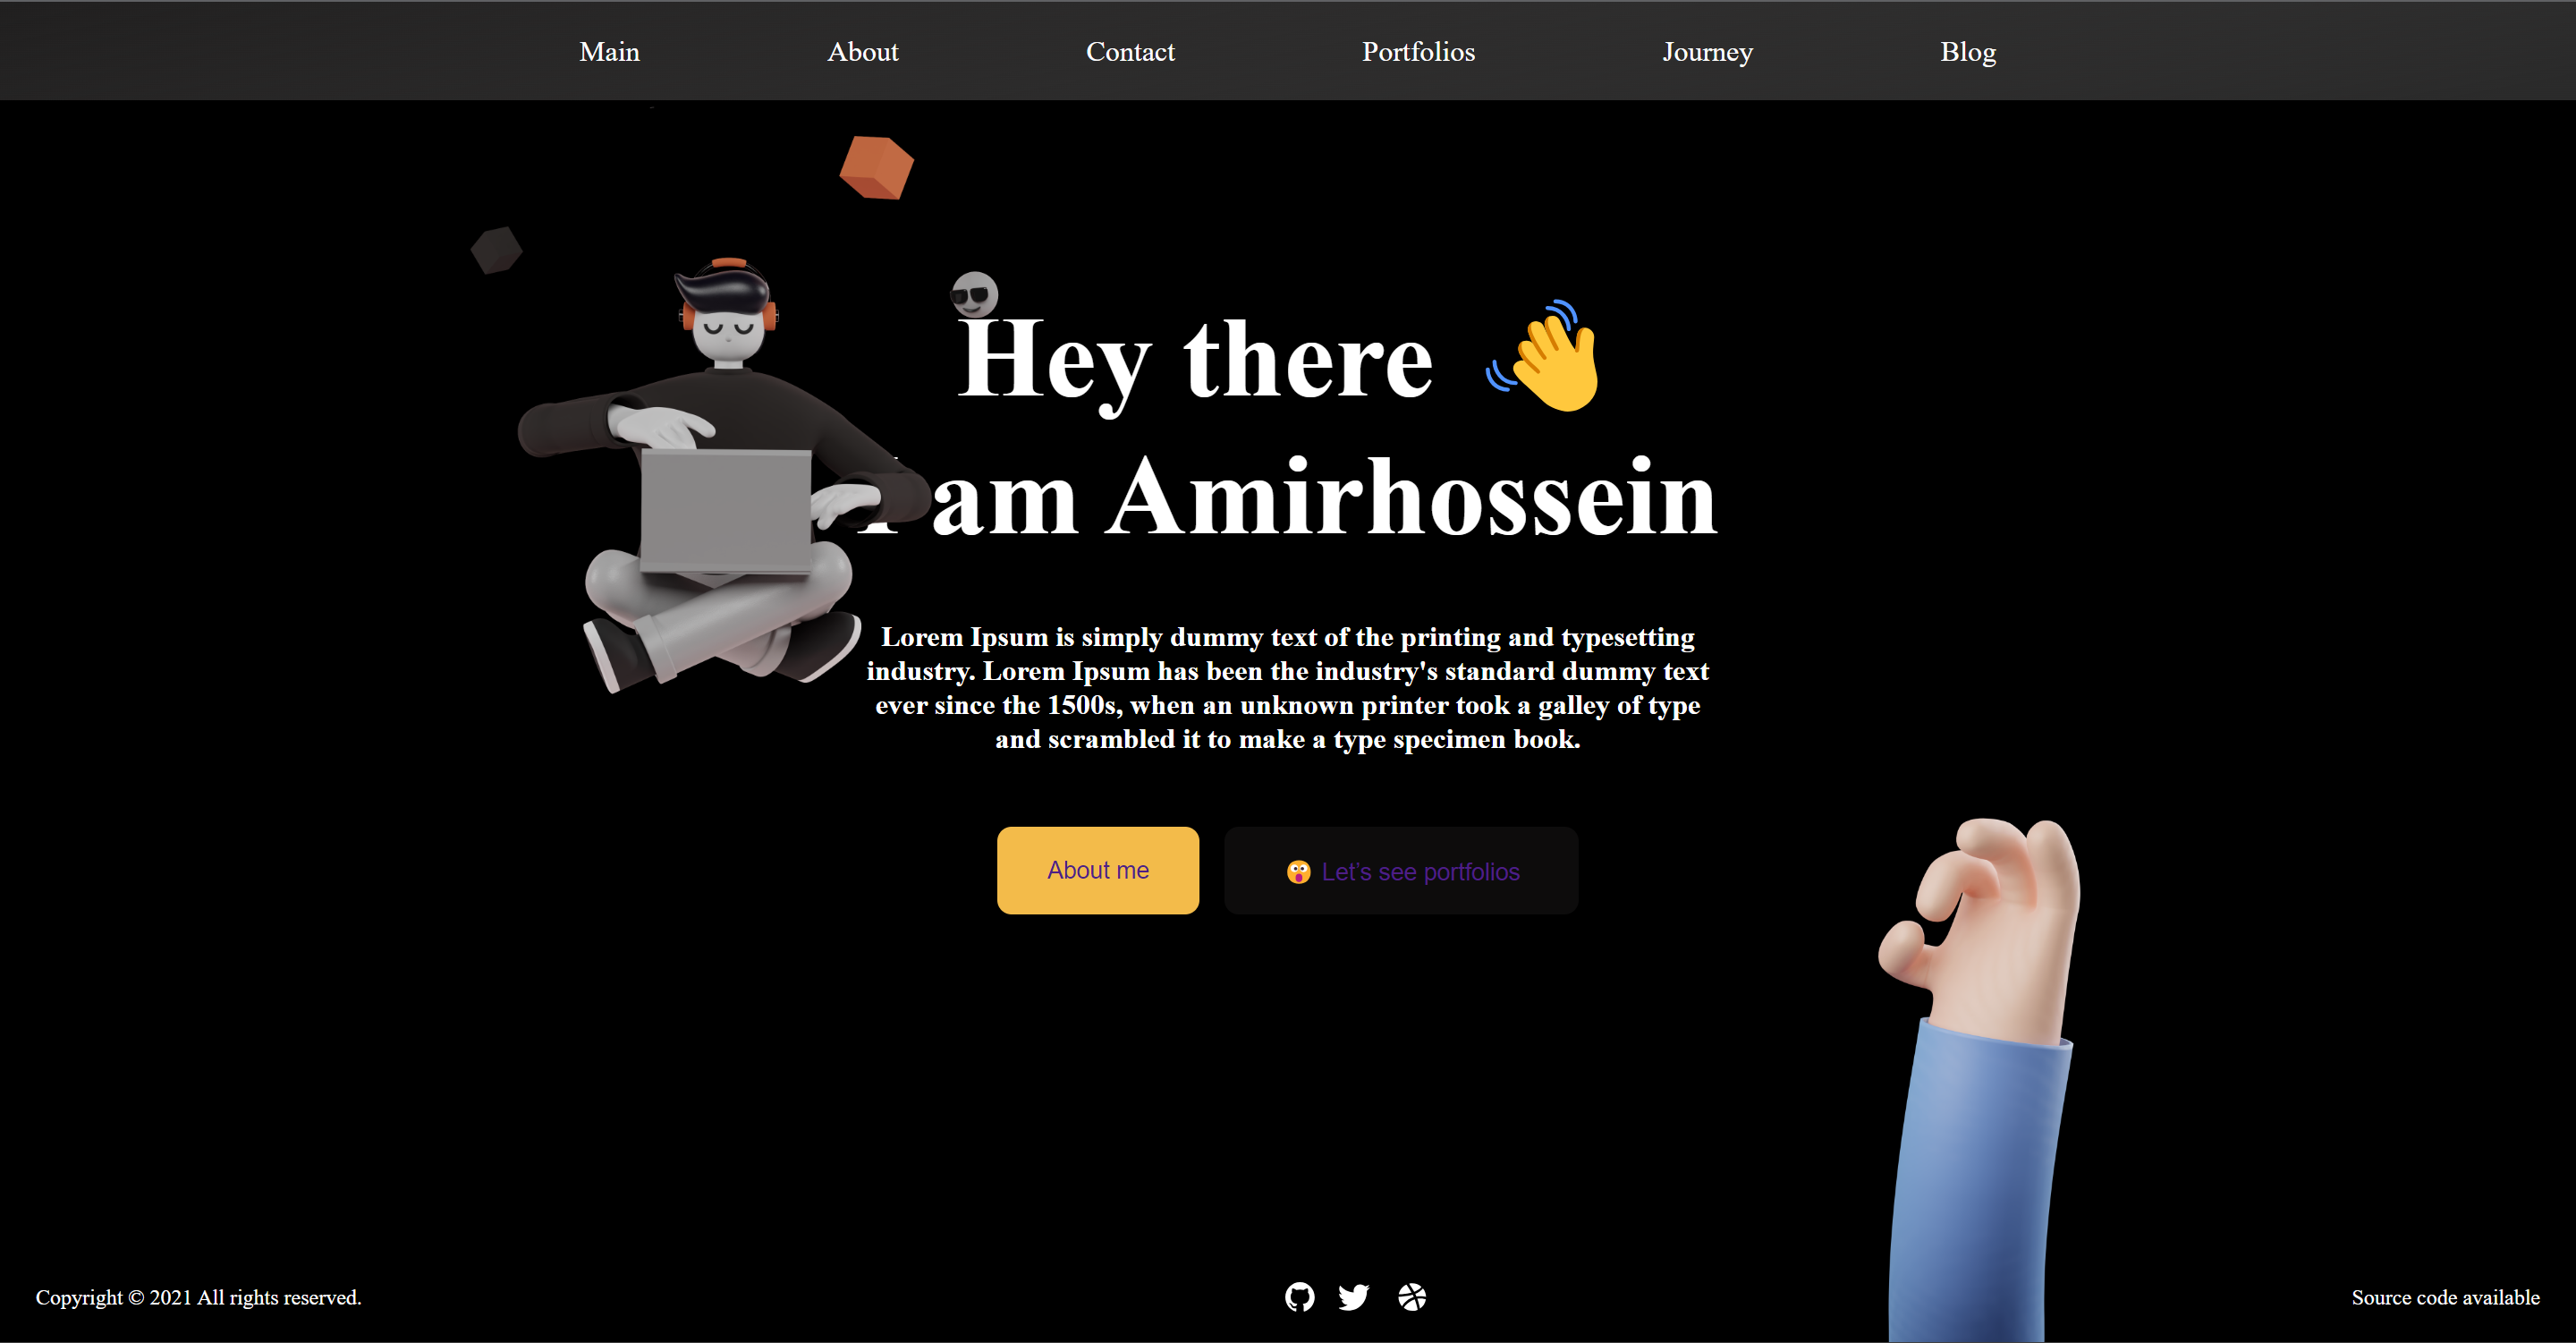 Main About Contact Portfolios Journey Blog
Hey there
I am Amirhossein
Lorem Ipsum is simply dummy text of the printing and typesetting
industry. Lorem Ipsum has been the industry's standard dummy text
ever since the 1500s, when an unknown printer took a galley of type
and scrambled it to make a type specimen book.
About me
Let's see portfolios
Copyright © 2021 All rights reserved.
Source code available